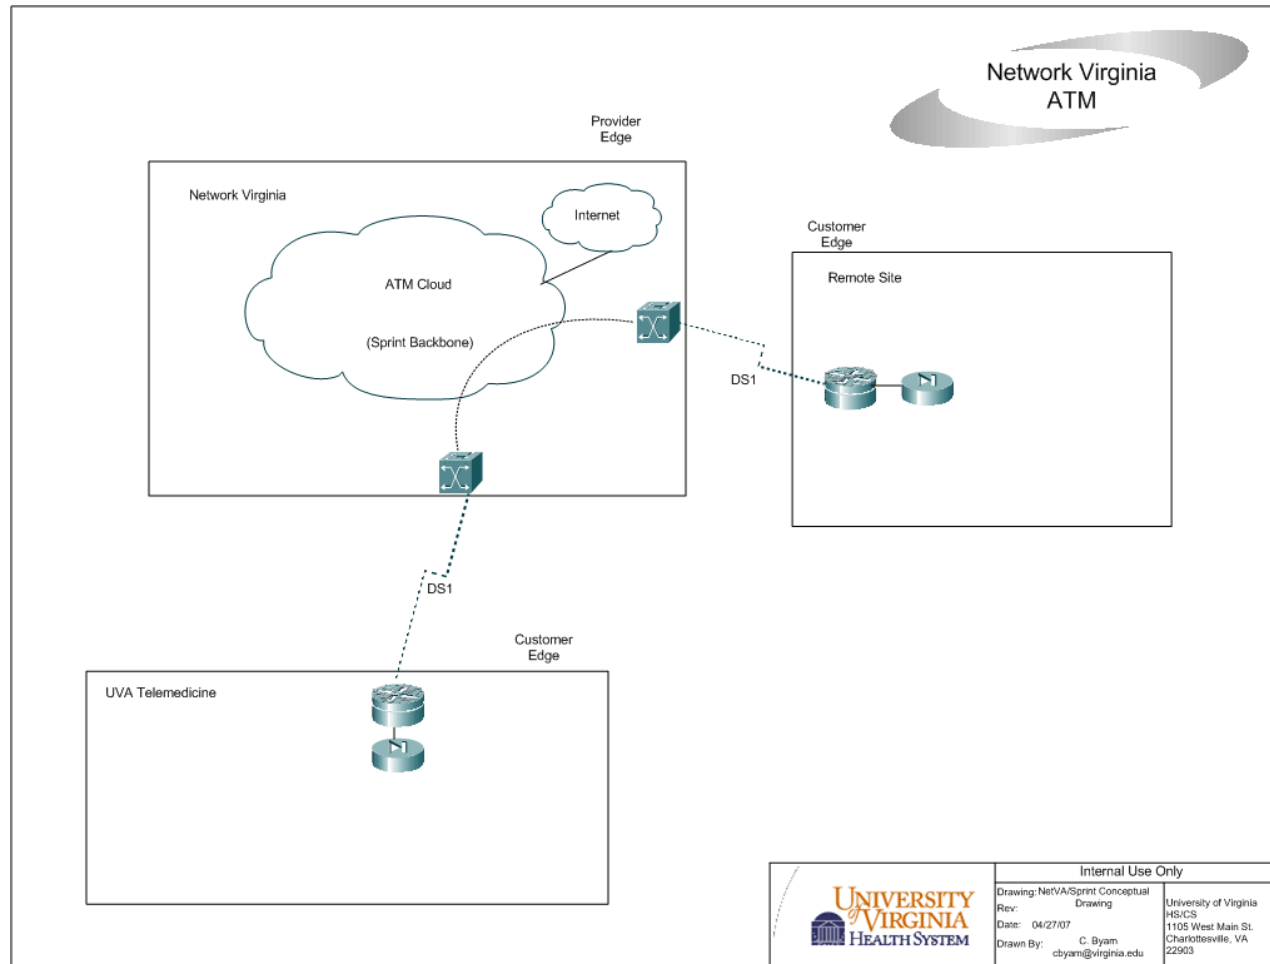 Network Virginia
ATM
Provider
Edge
Network Virginia
Internet
ATM Cloud
(Sprint Backbone)
Customer
Edge
Remote Site
DS1
DS1
Customer
Edge
UVA Telemedicine
UNIVERSITY
of VIRGINIA
HEALTH SYSTEM
Internal Use Only
Drawing: NetVA/Sprint Conceptual
Drawing
Rev:
Date: 04/27/07
Drawn By: C. Byam
cbyam@virginia.edu
University of Virginia
HS/CS
1105 West Main St.
Charlottesville, VA
22903